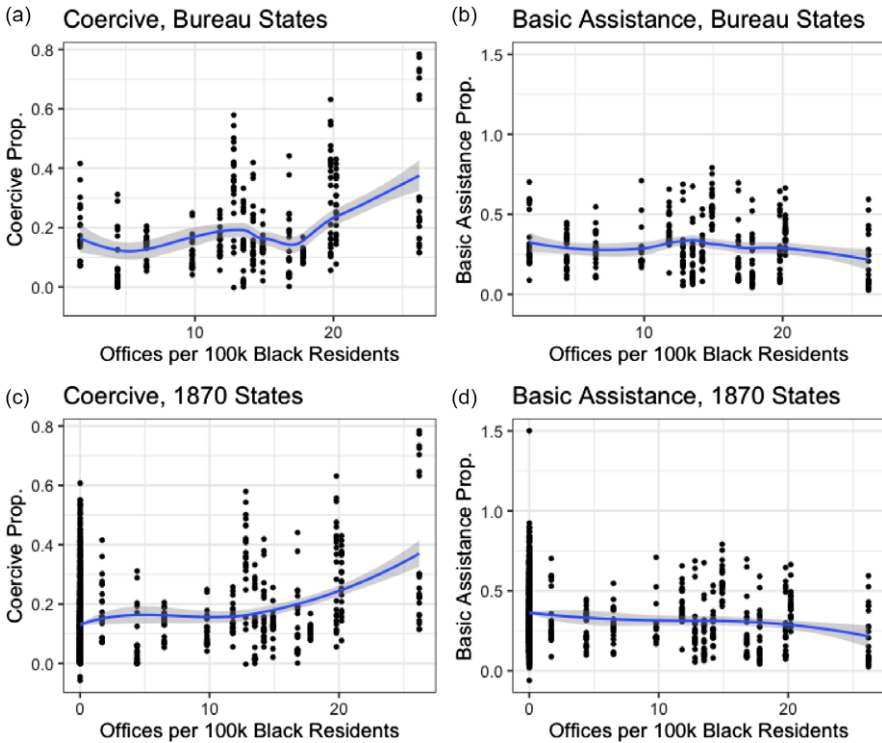 (a) Coercive, Bureau States
0.8
0.6
0.4
0.2
0.0
Coercive Prop.
10 20
Offices per 100k Black Residents
(b) Basic Assistance, Bureau States
1.5
1.0
0.5
0.0
Basic Assistance Prop.
10 20
Offices per 100k Black Residents
(c) Coercive, 1870 States
0.8
0.6
0.4
0.2
0.0
Coercive Prop.
0 10 20
Offices per 100k Black Residents
(d) Basic Assistance, 1870 States
1.5
1.0
0.5
0.0
Basic Assistance Prop.
0 10 20
Offices per 100k Black Residents